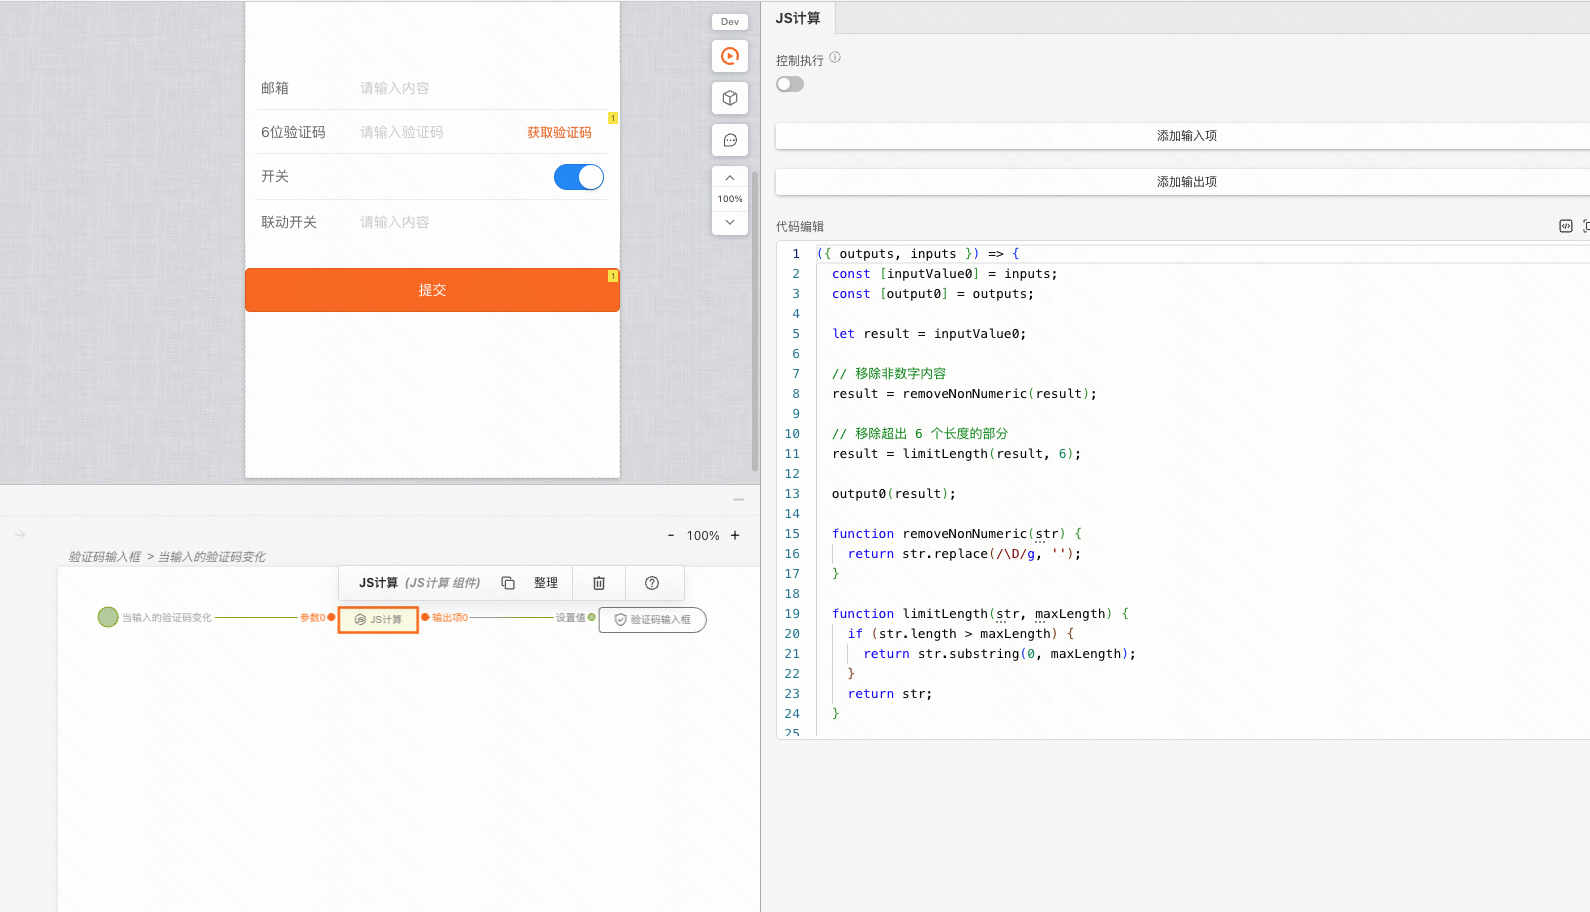 Dev
邮箱
请输入内容
1
6位验证码
请输入验证码
获取验证码
开关
100%
联动开关
请输入内容
1
提交
- 100% +
验证码输入框 > 当输入的验证码变化
JS计算 (JS计算 组件)
整理
当输入的验证码变化
参数0
JS计算
输出项0
设置值
验证码输入框
JS计算
控制执行
添加输入项
添加输出项
代码编辑
1 ({ outputs, inputs }) => {
2 const [inputValue0] = inputs;
3 const [output0] = outputs;
4
5 let result = inputValue0;
6
7 // 移除非数字内容
8 result = removeNonNumeric(result);
9
10 // 移除超出 6 个长度的部分
11 result = limitLength(result, 6);
12
13 output0(result);
14
15 function removeNonNumeric(str) {
16 return str.replace(/\D/g, '');
17 }
18
19 function limitLength(str, maxLength) {
20 if (str.length > maxLength) {
21 return str.substring(0, maxLength);
22 }
23 return str;
24 }
25